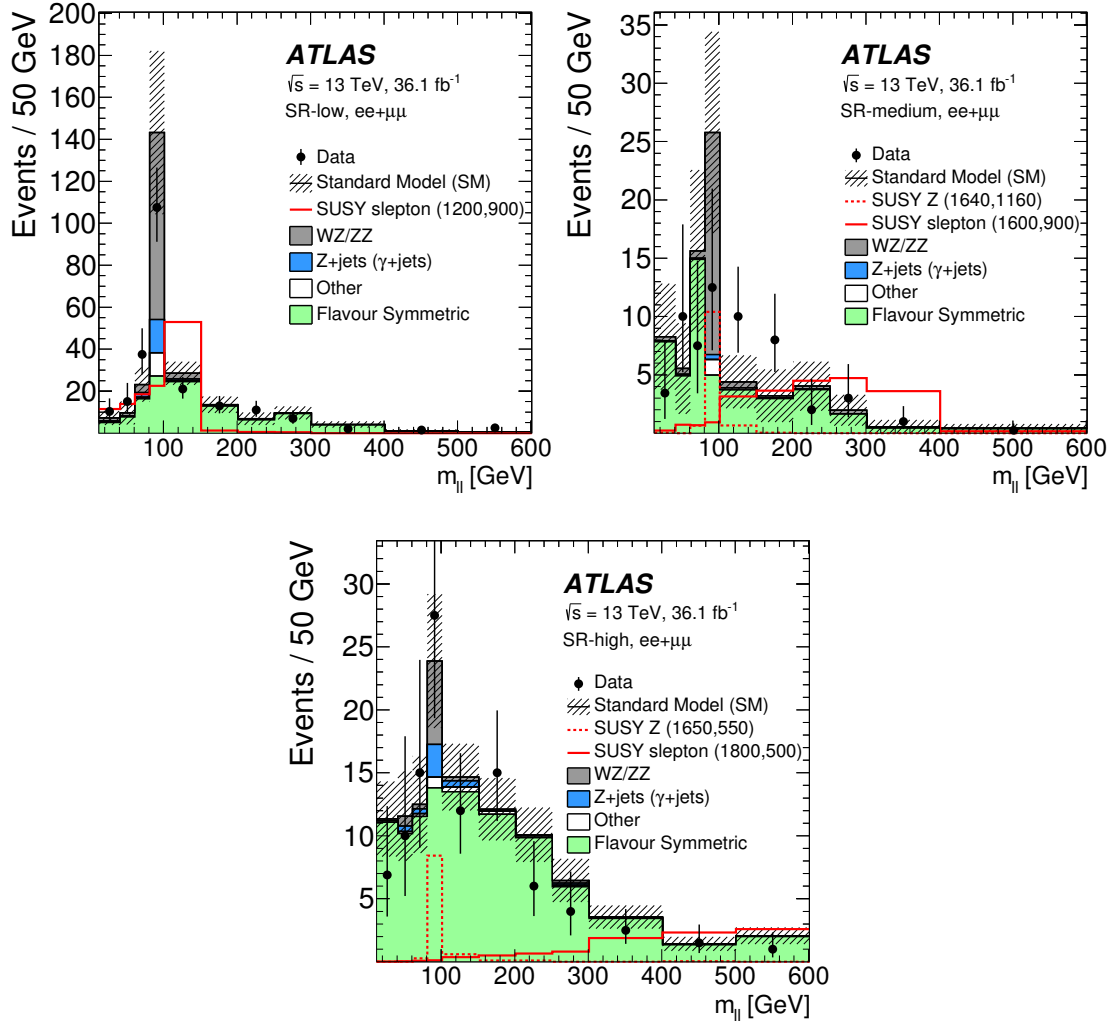 Events / 50 GeV
200
180
160
140
120
100
80
60
40
20
ATLAS
√s = 13 TeV, 36.1 fb⁻¹
SR-low, ee+μμ
Data
Standard Model (SM)
SUSY slepton (1200,900)
WZ/ZZ
Z+jets (γ+jets)
Other
Flavour Symmetric
100 200 300 400 500 600
m_ll [GeV]
Events / 50 GeV
35
30
25
20
15
10
5
0
ATLAS
√s = 13 TeV, 36.1 fb⁻¹
SR-medium, ee+μμ
Data
Standard Model (SM)
SUSY Z (1640,1160)
SUSY slepton (1600,900)
WZ/ZZ
Z+jets (γ+jets)
Other
Flavour Symmetric
100 200 300 400 500 600
m_ll [GeV]
Events / 50 GeV
30
25
20
15
10
5
ATLAS
√s = 13 TeV, 36.1 fb⁻¹
SR-high, ee+μμ
Data
Standard Model (SM)
SUSY Z (1650,550)
SUSY slepton (1800,500)
WZ/ZZ
Z+jets (γ+jets)
Other
Flavour Symmetric
100 200 300 400 500 600
m_ll [GeV]